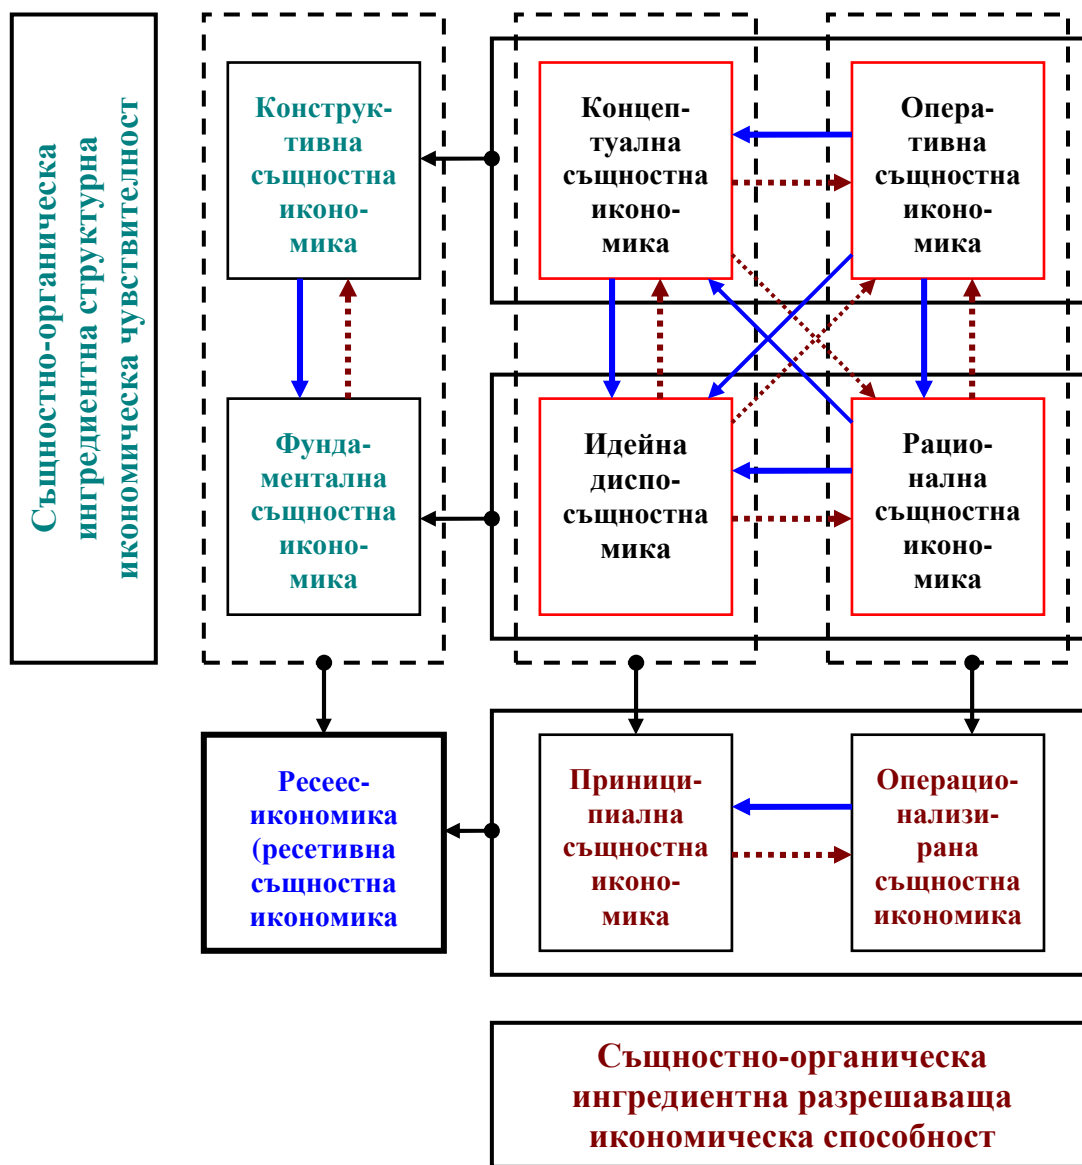 Същностно-органическа
ингредиентна структурна
икономическа чувствителност
Конструк-
тивна
същностна
иконо-
мика
Концеп-
туална
същностна
иконо-
мика
Опера-
тивна
същностна
иконо-
мика
Фунда-
ментална
същностна
иконо-
мика
Идейна
диспо-
същностна
мика
Рацио-
нална
същностна
иконо-
мика
Ресеес-
икономика
(ресетивна
същностна
икономика
Приници-
пиална
същностна
иконо-
мика
Операцио-
нализи-
рана
същностна
икономика
Същностно-органическа
ингредиентна разрешаваща
икономическа способност